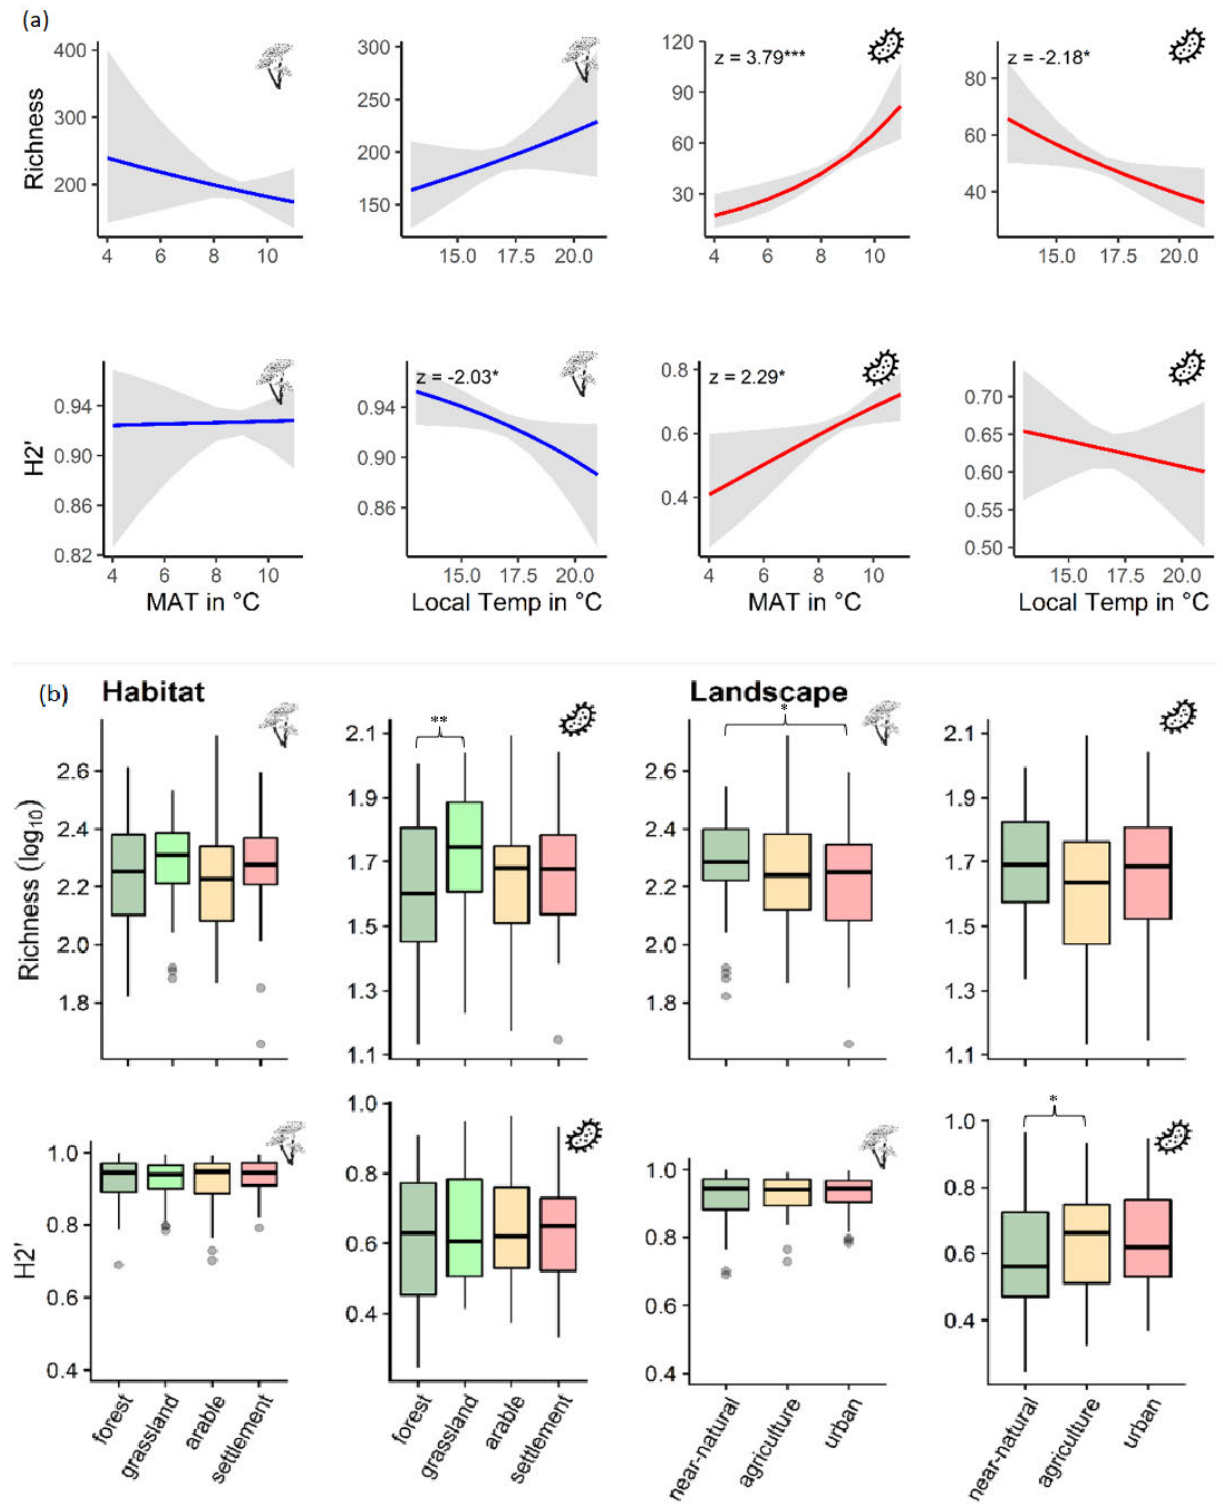 (a)
Richness
400
300
200
4 6 8 10
300
250
200
150
15.0 17.5 20.0
120
90
60
30
z = 3.79***
4 6 8 10
80
60
40
z = -2.18*
15.0 17.5 20.0
H2'
0.94
0.90
0.86
0.82
4 6 8 10
MAT in °C
0.94
0.90
0.86
z = -2.03*
15.0 17.5 20.0
Local Temp in °C
0.8
0.6
0.4
z = 2.29*
4 6 8 10
MAT in °C
0.70
0.65
0.60
0.55
0.50
15.0 17.5 20.0
Local Temp in °C
(b)
Habitat
Landscape
Richness (log10)
2.6
2.4
2.2
2.0
1.8
**
2.1
1.9
1.7
1.5
1.3
1.1
*
2.6
2.4
2.2
2.0
1.8
2.1
1.9
1.7
1.5
1.3
1.1
H2'
1.0
0.8
0.6
0.4
forest
grassland
arable
settlement
1.0
0.8
0.6
0.4
forest
grassland
arable
settlement
1.0
0.8
0.6
0.4
near-natural
agriculture
urban
*
1.0
0.8
0.6
0.4
near-natural
agriculture
urban